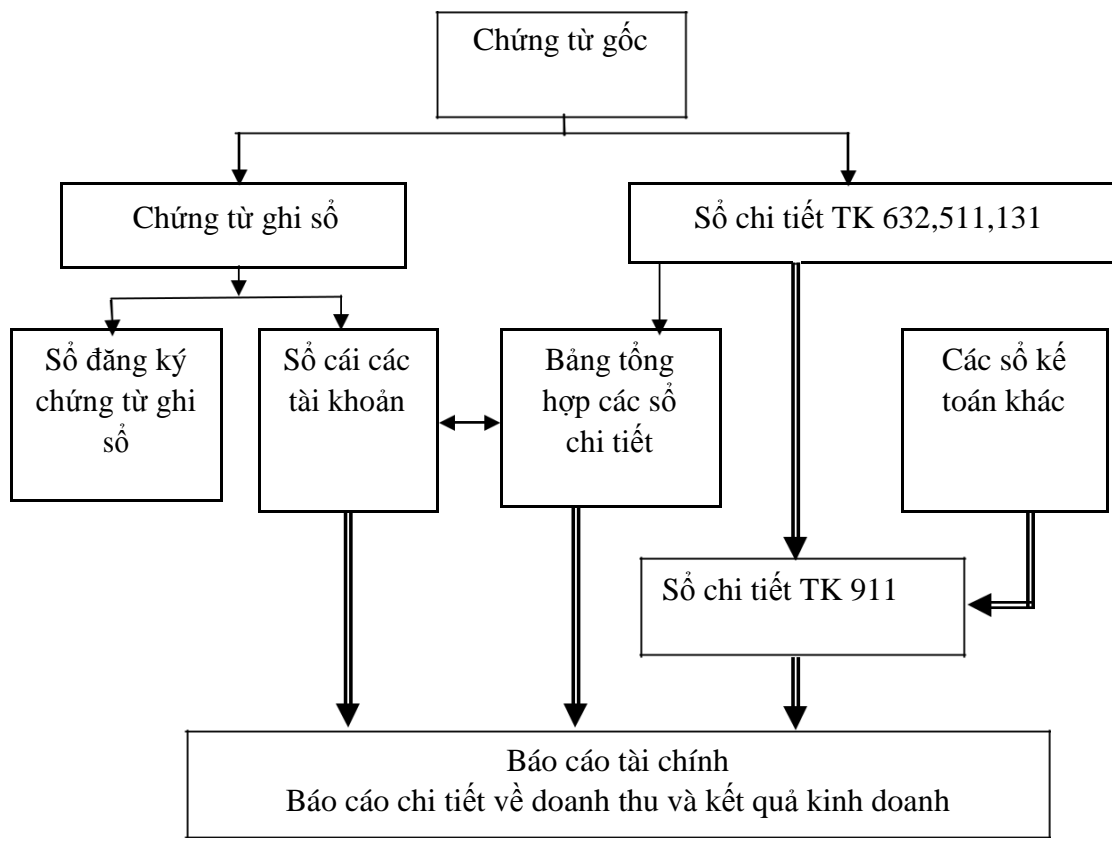 Chứng từ gốc
Chứng từ ghi sổ
Sổ chi tiết TK 632,511,131
Sổ đăng ký
chứng từ ghi
sổ
Sổ cái các
tài khoản
Bảng tổng
hợp các sổ
chi tiết
Các sổ kế
toán khác
Sổ chi tiết TK 911
Báo cáo tài chính
Báo cáo chi tiết về doanh thu và kết quả kinh doanh